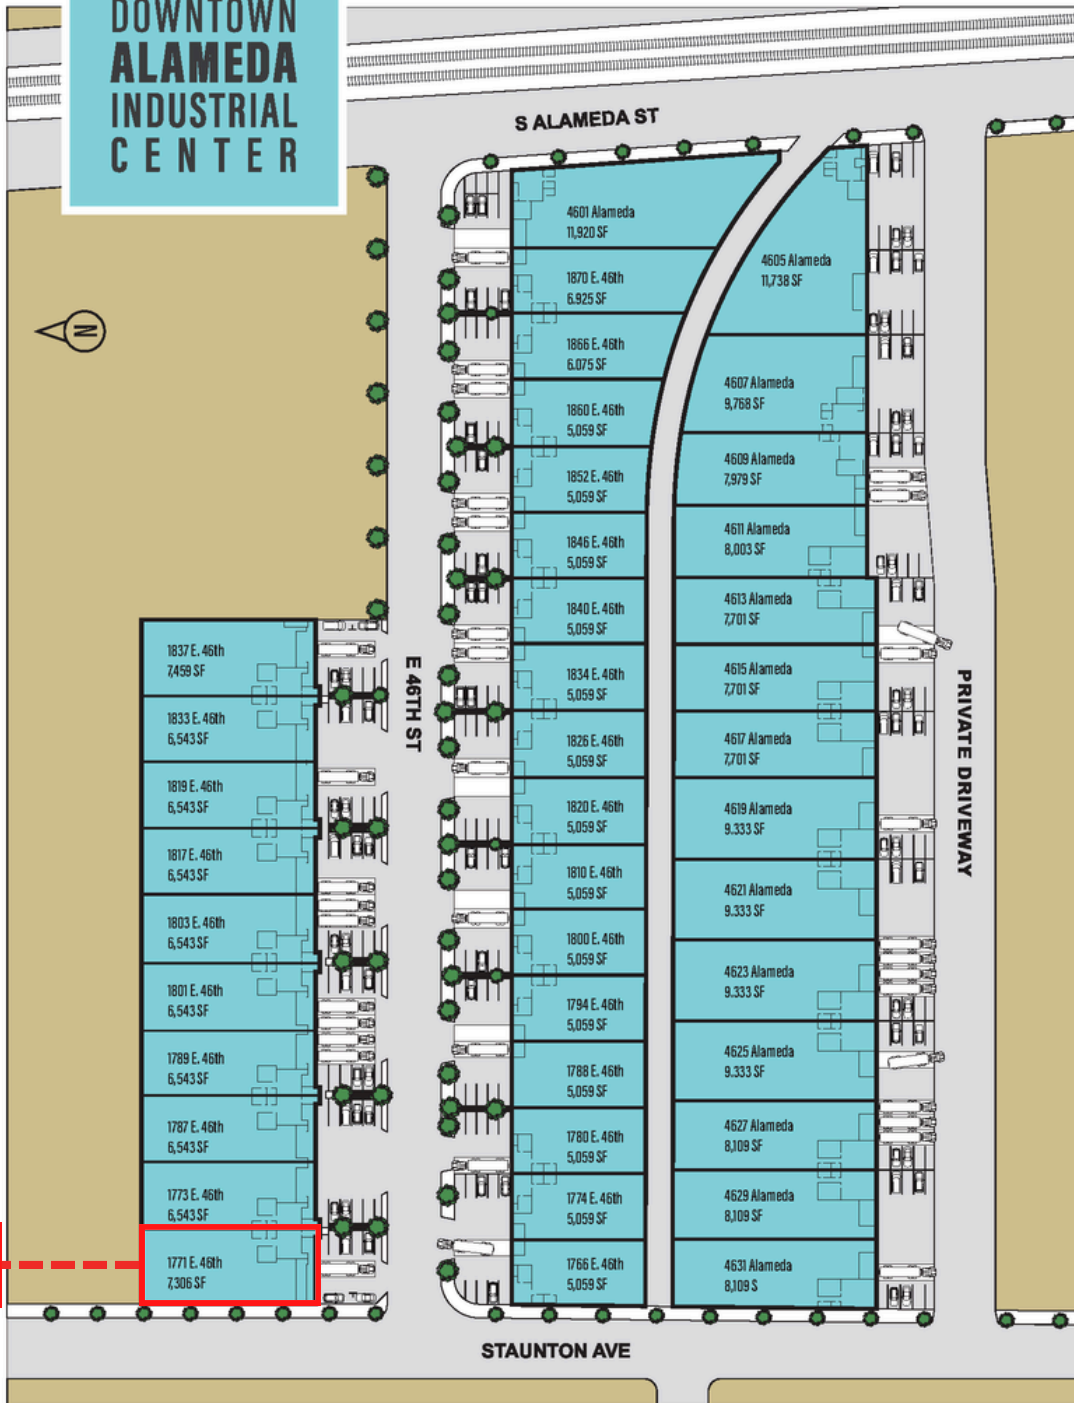 DOWNTOWN
ALAMEDA
INDUSTRIAL
CENTER
S ALAMEDA ST
N
4601 Alameda
11,920 SF
1870 E. 46th
6.925 SF
1866 E. 46th
6.075 SF
1860 E. 46th
5,059 SF
1852 E. 46th
5,059 SF
1846 E. 46th
5,059 SF
1840 E. 46th
5,059 SF
1834 E. 46th
5,059 SF
1826 E. 46th
5,059 SF
1820 E. 46th
5,059 SF
1810 E. 46th
5,059 SF
1800 E. 46th
5,059 SF
1794 E. 46th
5,059 SF
1788 E. 46th
5,059 SF
1780 E. 46th
5,059 SF
1774 E. 46th
5,059 SF
1766 E. 46th
5,059 SF
4605 Alameda
11,738 SF
4607 Alameda
9,768 SF
4609 Alameda
7,979 SF
4611 Alameda
8,003 SF
4613 Alameda
7,701 SF
4615 Alameda
7,701 SF
4617 Alameda
7,701 SF
4619 Alameda
9.333 SF
4621 Alameda
9.333 SF
4623 Alameda
9.333 SF
4625 Alameda
9.333 SF
4627 Alameda
8,109 SF
4629 Alameda
8,109 SF
4631 Alameda
8,109 S
1837 E. 46th
7,459 SF
1833 E. 46th
6,543 SF
1819 E. 46th
6,543 SF
1817 E. 46th
6,543 SF
1803 E. 46th
6,543 SF
1801 E. 46th
6,543 SF
1789 E. 46th
6,543 SF
1787 E. 46th
6,543 SF
1773 E. 46th
6,543 SF
1771 E. 46th
7,306 SF
E 46TH ST
PRIVATE DRIVEWAY
STAUNTON AVE